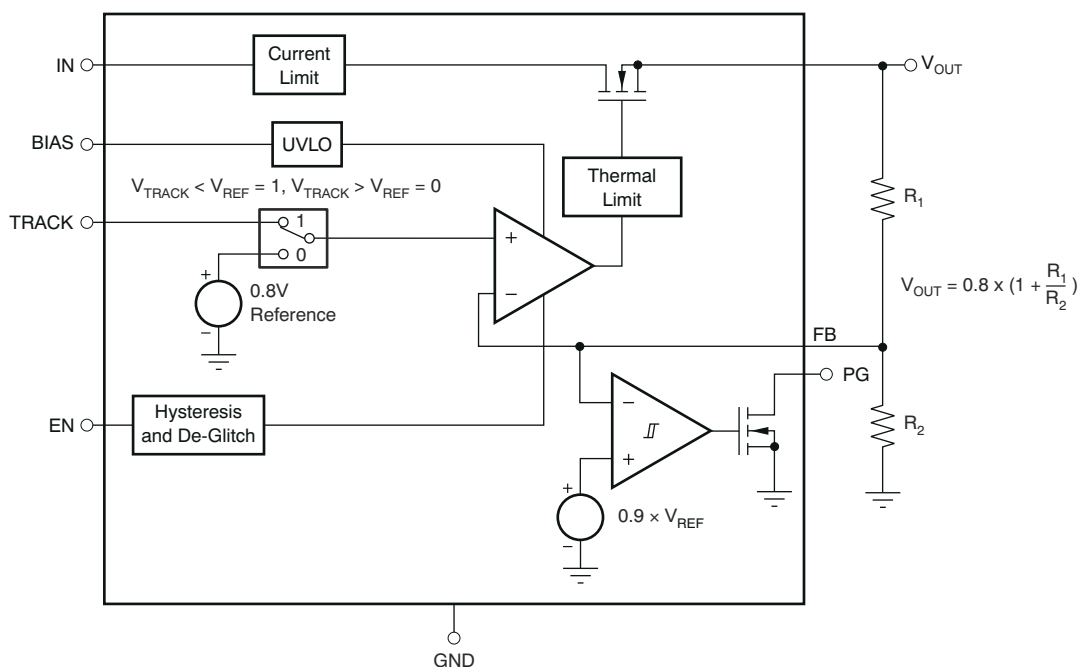 IN
Current
Limit
V_OUT
BIAS
UVLO
V_TRACK < V_REF = 1, V_TRACK > V_REF = 0
Thermal
Limit
TRACK
1
0
+
−
R_1
+
0.8V
Reference
−
V_OUT = 0.8 x (1 + R_1/R_2)
FB
PG
EN
Hysteresis
and De-Glitch
−
+
R_2
+
0.9 × V_REF
−
GND